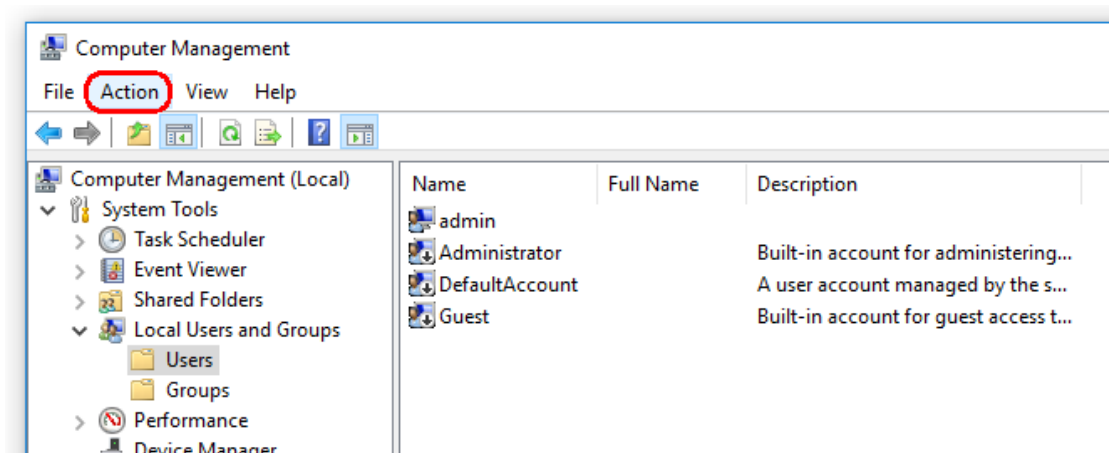 Computer Management
File Action View Help
Computer Management (Local)
System Tools
Task Scheduler
Event Viewer
Shared Folders
Local Users and Groups
Users
Groups
Performance
Device Manager
Name Full Name Description
admin
Administrator Built-in account for administering...
DefaultAccount A user account managed by the s...
Guest Built-in account for guest access t...